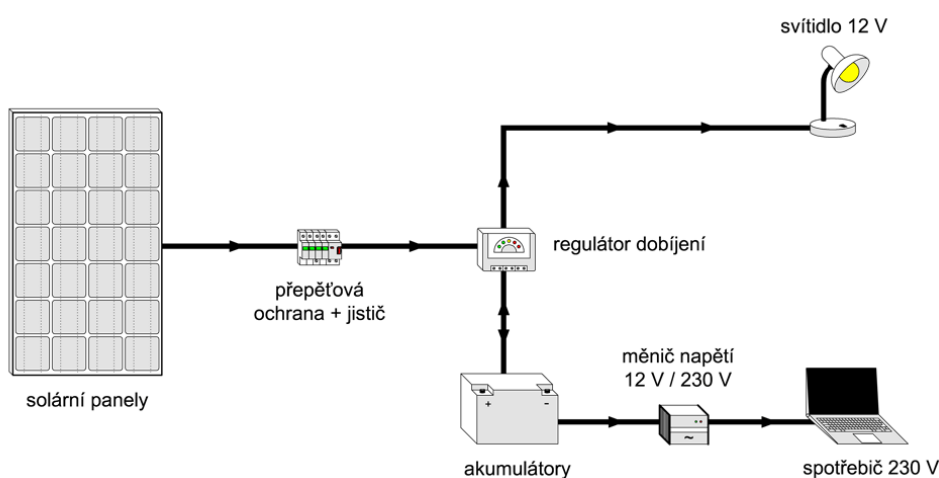 svítidlo 12 V
regulátor dobíjení
přepěťová
ochrana + jistič
solární panely
měnič napětí
12 V / 230 V
+ –
~
akumulátory
spotřebič 230 V